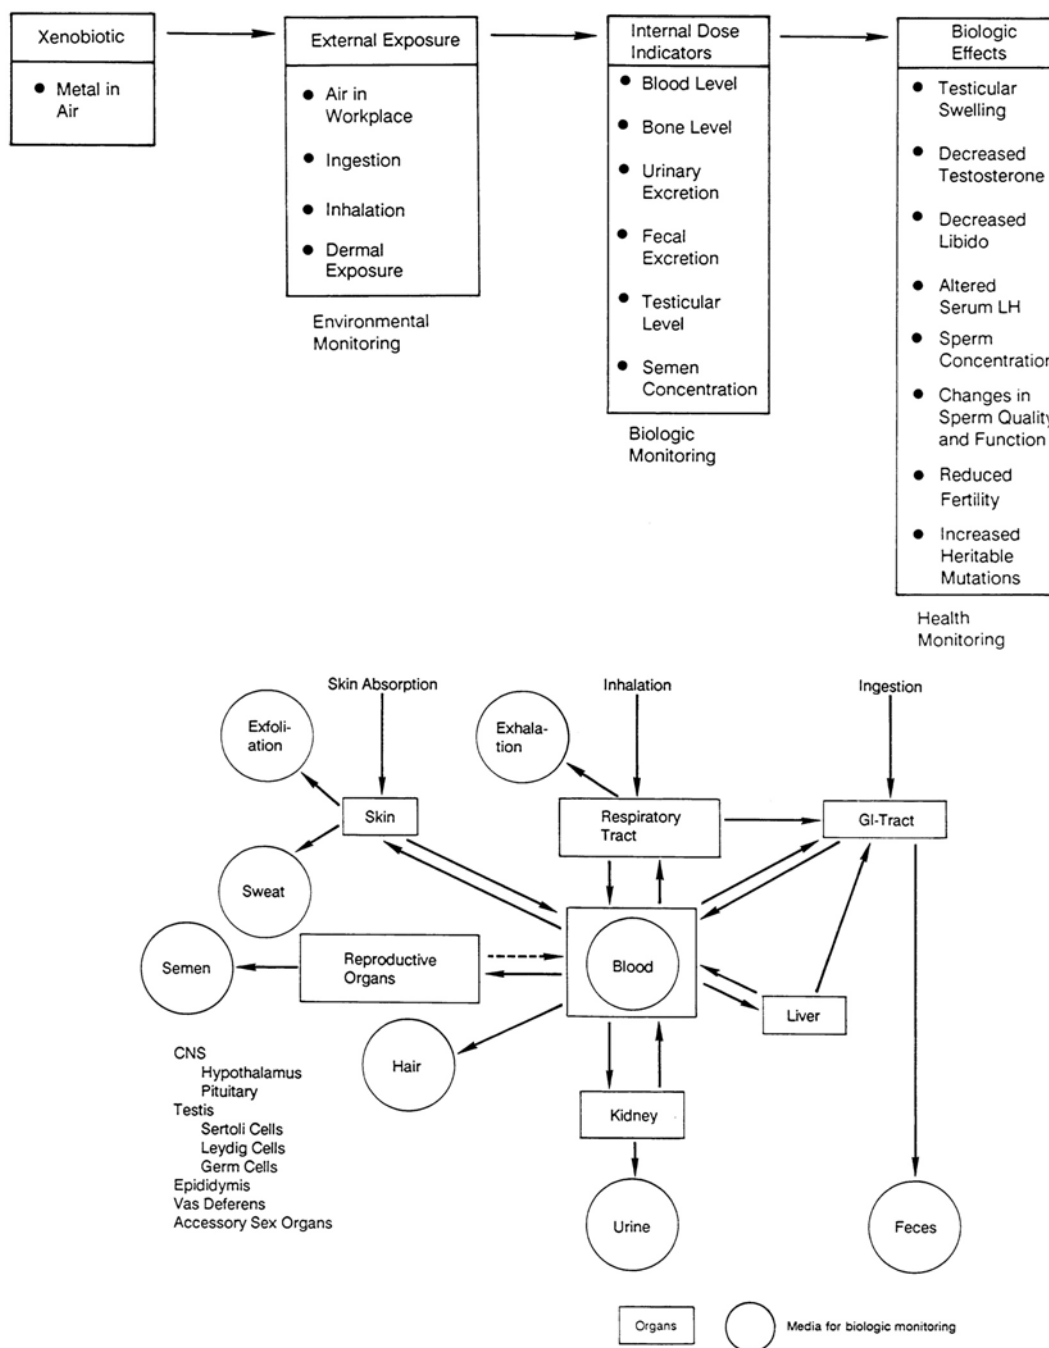 Xenobiotic
● Metal in
Air
External Exposure
● Air in
Workplace
● Ingestion
● Inhalation
● Dermal
Exposure
Environmental
Monitoring
Internal Dose
Indicators
● Blood Level
● Bone Level
● Urinary
Excretion
● Fecal
Excretion
● Testicular
Level
● Semen
Concentration
Biologic
Monitoring
Biologic
Effects
● Testicular
Swelling
● Decreased
Testosterone
● Decreased
Libido
● Altered
Serum LH
● Sperm
Concentration
● Changes in
Sperm Quality
and Function
● Reduced
Fertility
● Increased
Heritable
Mutations
Health
Monitoring
Skin Absorption
Inhalation
Ingestion
Exfoli-
ation
Exhala-
tion
Skin
Respiratory
Tract
GI-Tract
Sweat
Semen
Reproductive
Organs
Blood
Liver
Hair
CNS
Hypothalamus
Pituitary
Testis
Sertoli Cells
Leydig Cells
Germ Cells
Epididymis
Vas Deferens
Accessory Sex Organs
Kidney
Urine
Feces
Organs
Media for biologic monitoring